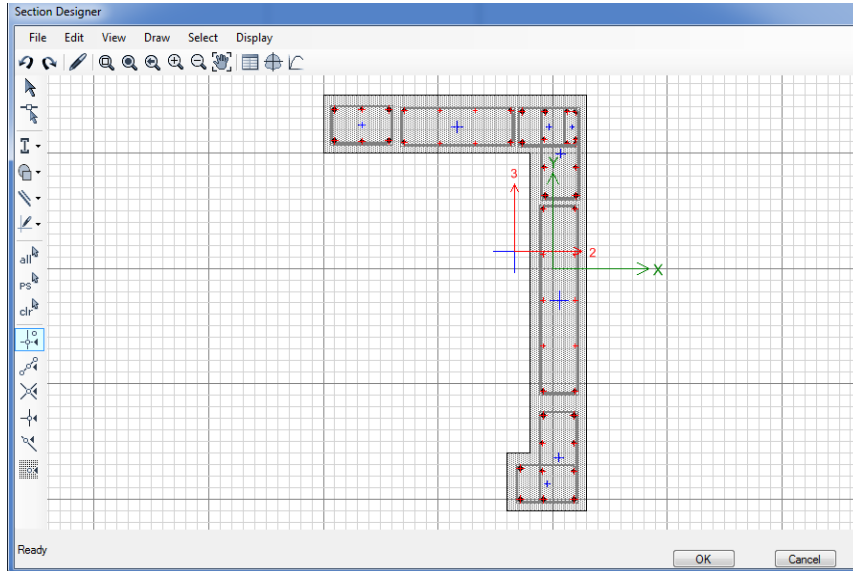 Section Designer
File Edit View Draw Select Display
all
PS
clr
3
Y
2
X
Ready
OK Cancel